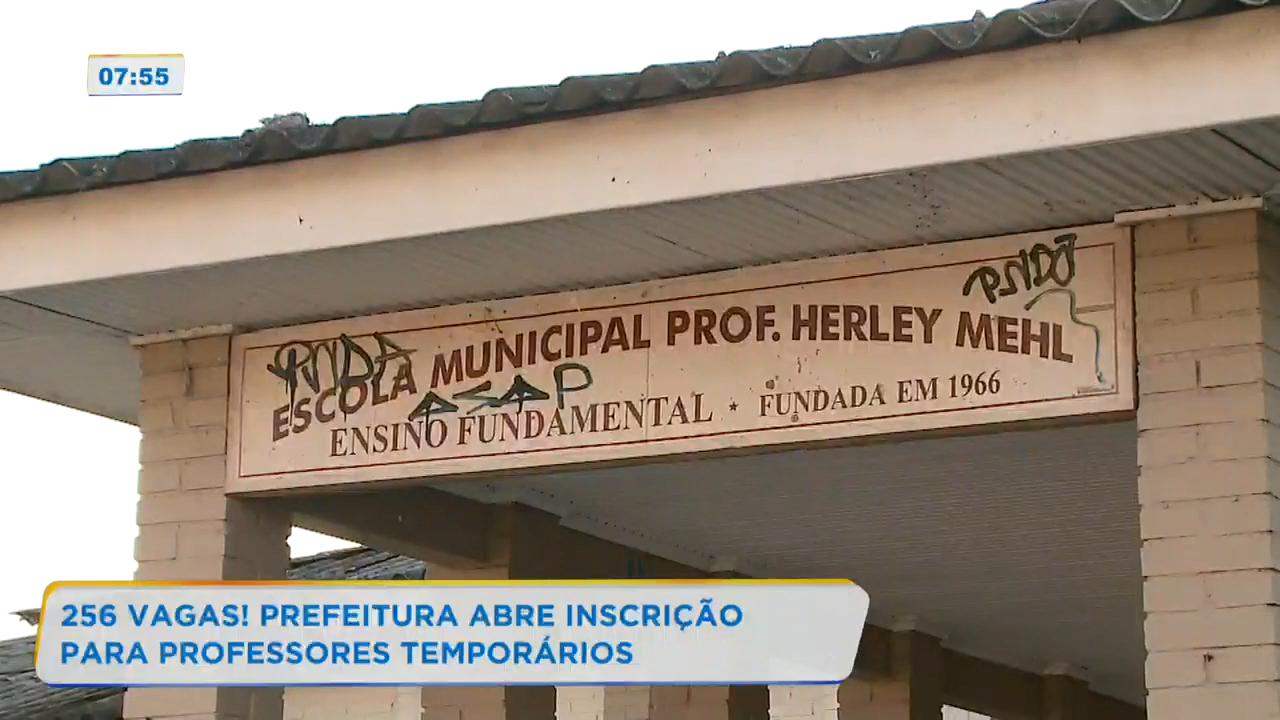 07:55
ESCOLA MUNICIPAL PROF. HERLEY MEHL
ENSINO FUNDAMENTAL * FUNDADA EM 1966
ASAP
256 VAGAS! PREFEITURA ABRE INSCRIÇÃO
PARA PROFESSORES TEMPORÁRIOS